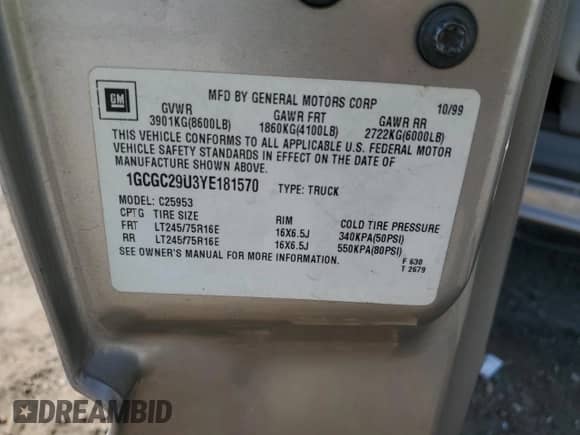 GM
MFD BY GENERAL MOTORS CORP 10/99
GVWR GAWR FRT GAWR RR
3901KG(8600LB) 1860KG(4100LB) 2722KG(6000LB)
THIS VEHICLE CONFORMS TO ALL APPLICABLE U.S. FEDERAL MOTOR
VEHICLE SAFETY STANDARDS IN EFFECT ON THE DATE OF
MANUFACTURE SHOWN ABOVE.
1GCGC29U3YE181570 TYPE: TRUCK
MODEL: C25953
CPTG TIRE SIZE RIM COLD TIRE PRESSURE
FRT LT245/75R16E 16X6.5J 340KPA(50PSI)
RR LT245/75R16E 16X6.5J 550KPA(80PSI)
SEE OWNER'S MANUAL FOR MORE INFORMATION.
F 630
T 2679
DREAMBID